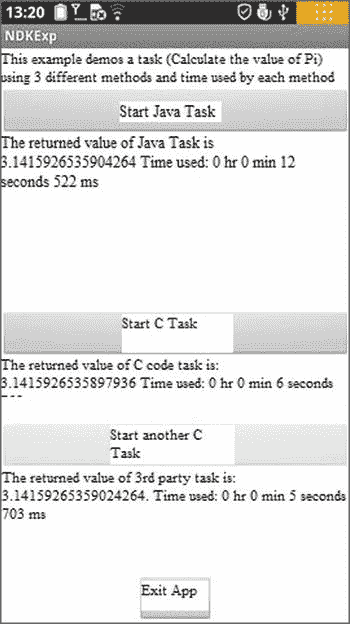 13:20
NDKExp
This example demos a task (Calculate the value of Pi)
using 3 different methods and time used by each method
Start Java Task
The returned value of Java Task is
3.1415926535904264 Time used: 0 hr 0 min 12
seconds 522 ms
Start C Task
The returned value of C code task is:
3.1415926535897936 Time used: 0 hr 0 min 6 seconds
Start another C
Task
The returned value of 3rd party task is:
3.14159265359024264. Time used: 0 hr 0 min 5 seconds
703 ms
Exit App